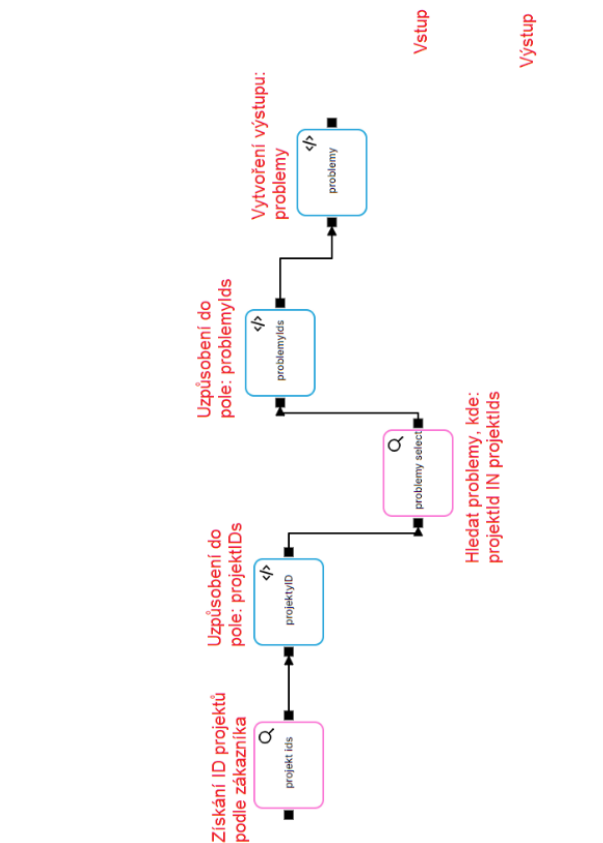 Získání ID projektů
podle zákazníka
projekt ids
Uzpůsobení do
pole: projektIDs
projektyID
Hledat problemy, kde:
projektId IN projektIds
problemy select
Uzpůsobení do
pole: problemyIds
problemyIds
Vytvoření výstupu:
problemy
problemy
Vstup
Výstup